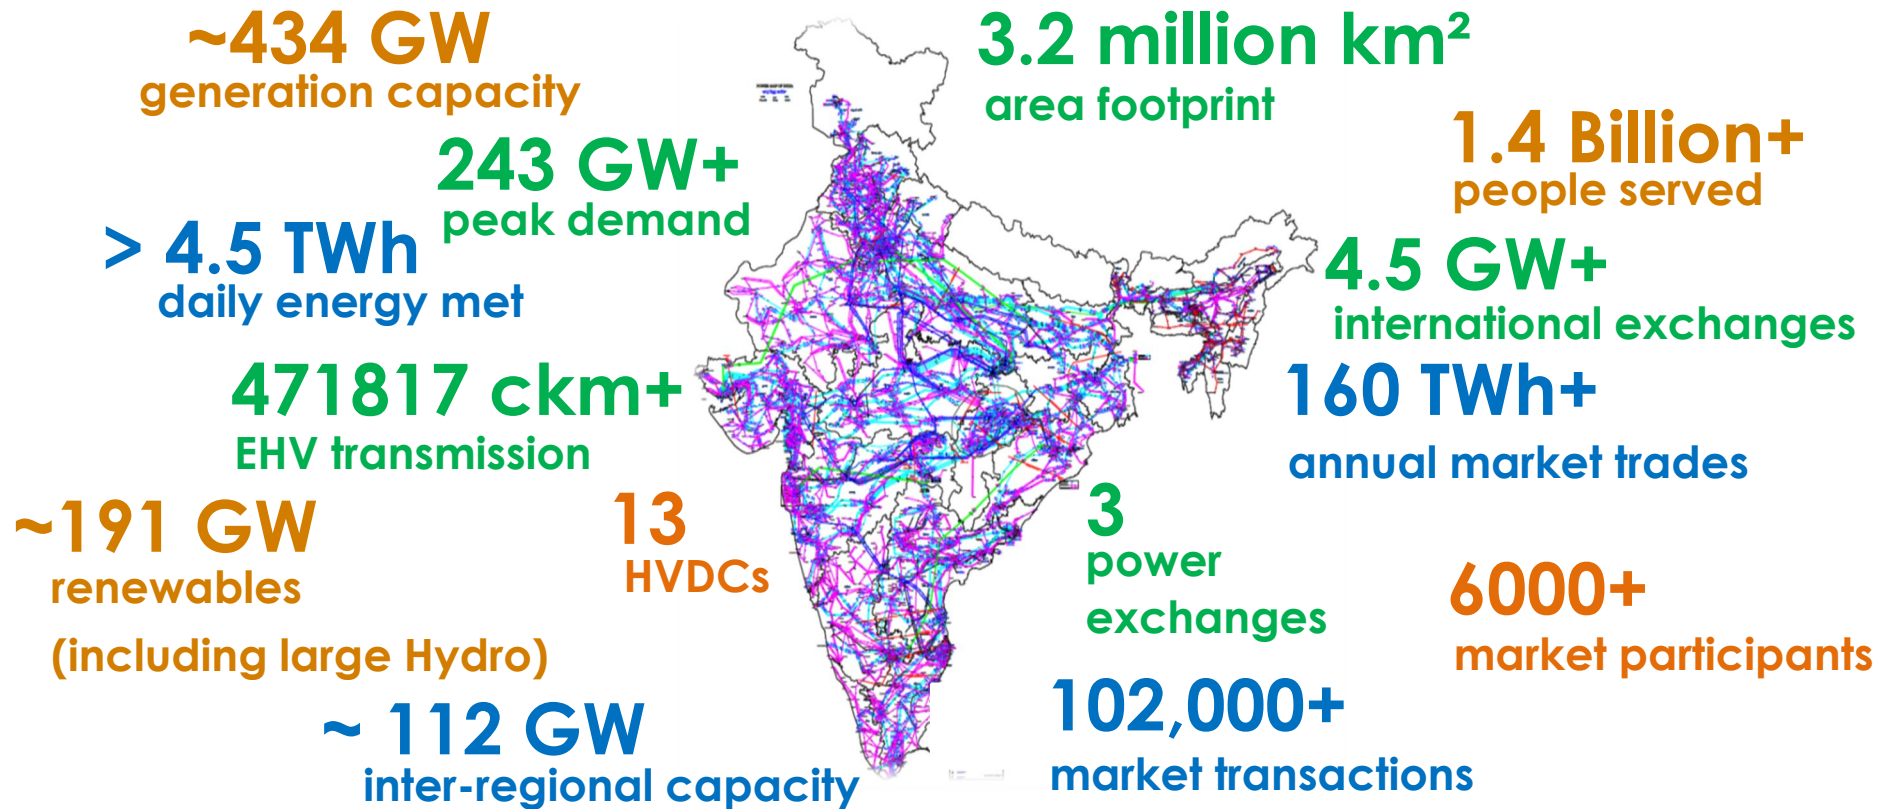 ~434 GW
generation capacity
3.2 million km²
area footprint
243 GW+
peak demand
1.4 Billion+
people served
> 4.5 TWh
daily energy met
4.5 GW+
international exchanges
471817 ckm+
EHV transmission
160 TWh+
annual market trades
~191 GW
renewables
(including large Hydro)
13
HVDCs
3
power
exchanges
6000+
market participants
~ 112 GW
inter-regional capacity
102,000+
market transactions